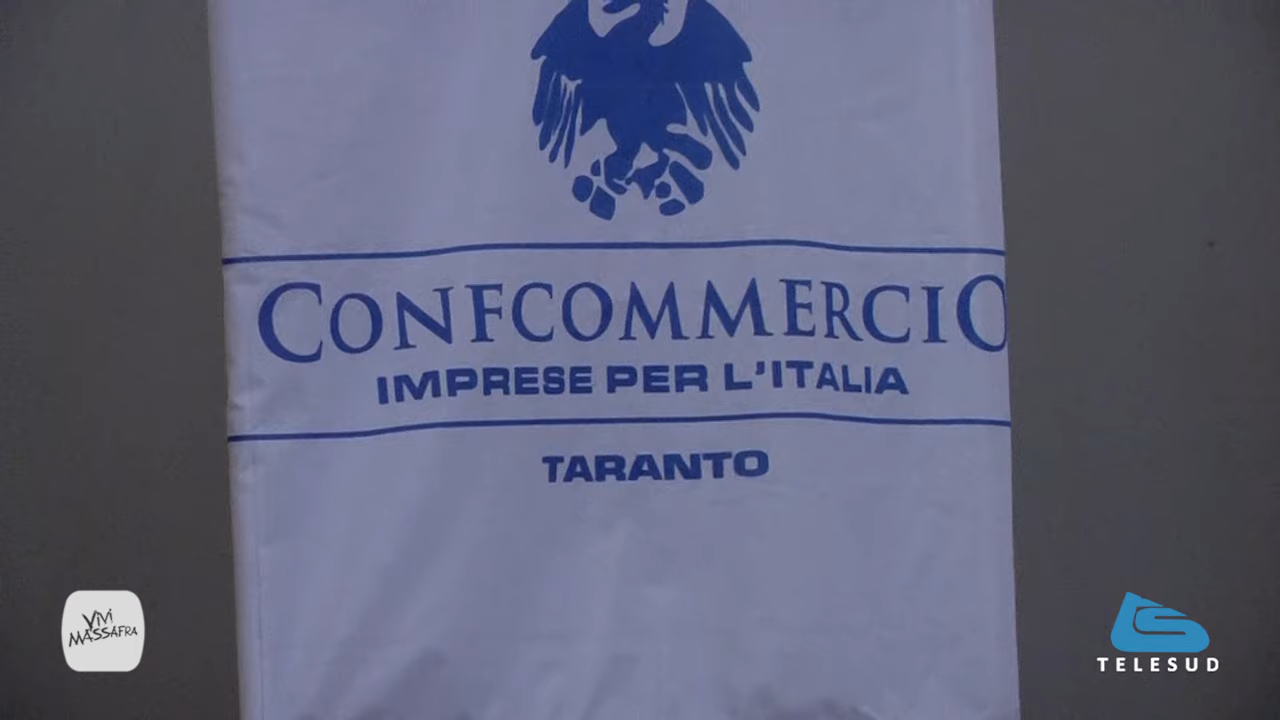 CONFCOMMERCIO
IMPRESE PER L'ITALIA
TARANTO
VIVI
MASSAFRA
TELESUD